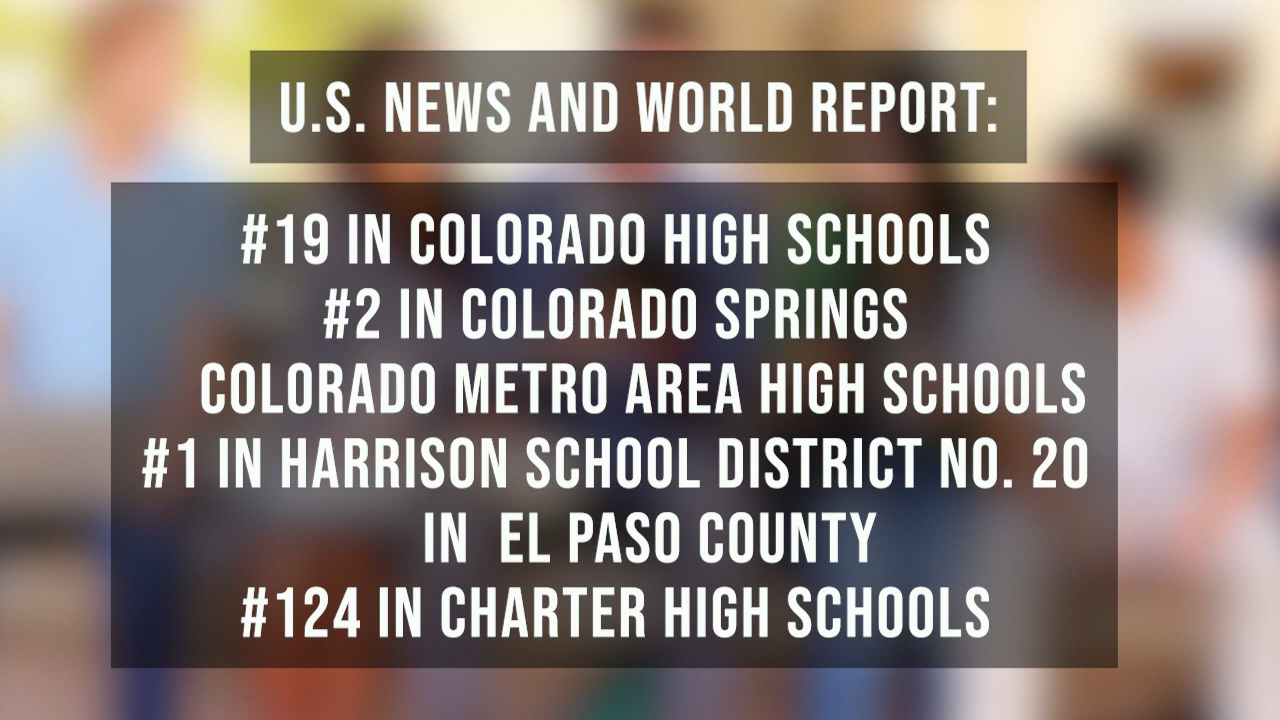 U.S. NEWS AND WORLD REPORT:
#19 IN COLORADO HIGH SCHOOLS
#2 IN COLORADO SPRINGS
COLORADO METRO AREA HIGH SCHOOLS
#1 IN HARRISON SCHOOL DISTRICT NO. 20
IN EL PASO COUNTY
#124 IN CHARTER HIGH SCHOOLS